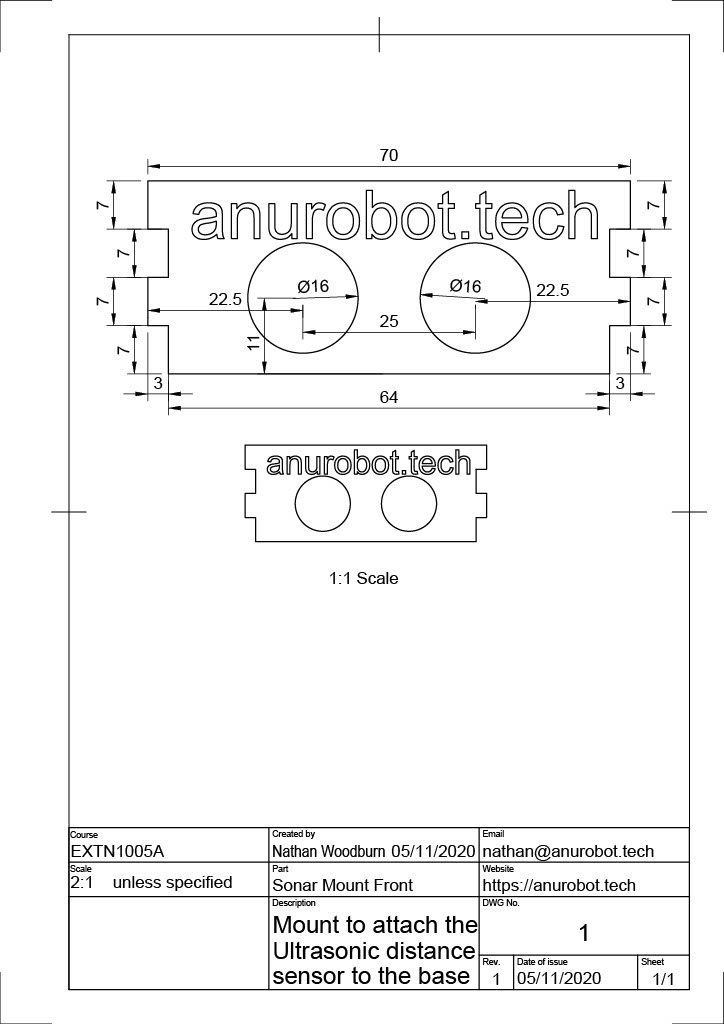 70
anurobot.tech
7
7
7
7
7
7
7
7
Ø16
Ø16
22.5
22.5
25
11
3
3
64
anurobot.tech
1:1 Scale
Course
EXTN1005A
Created by
Nathan Woodburn 05/11/2020
Email
nathan@anurobot.tech
Scale
2:1 unless specified
Part
Sonar Mount Front
Website
https://anurobot.tech
Description
Mount to attach the
Ultrasonic distance
sensor to the base
DWG No.
1
Rev.
1
Date of issue
05/11/2020
Sheet
1/1